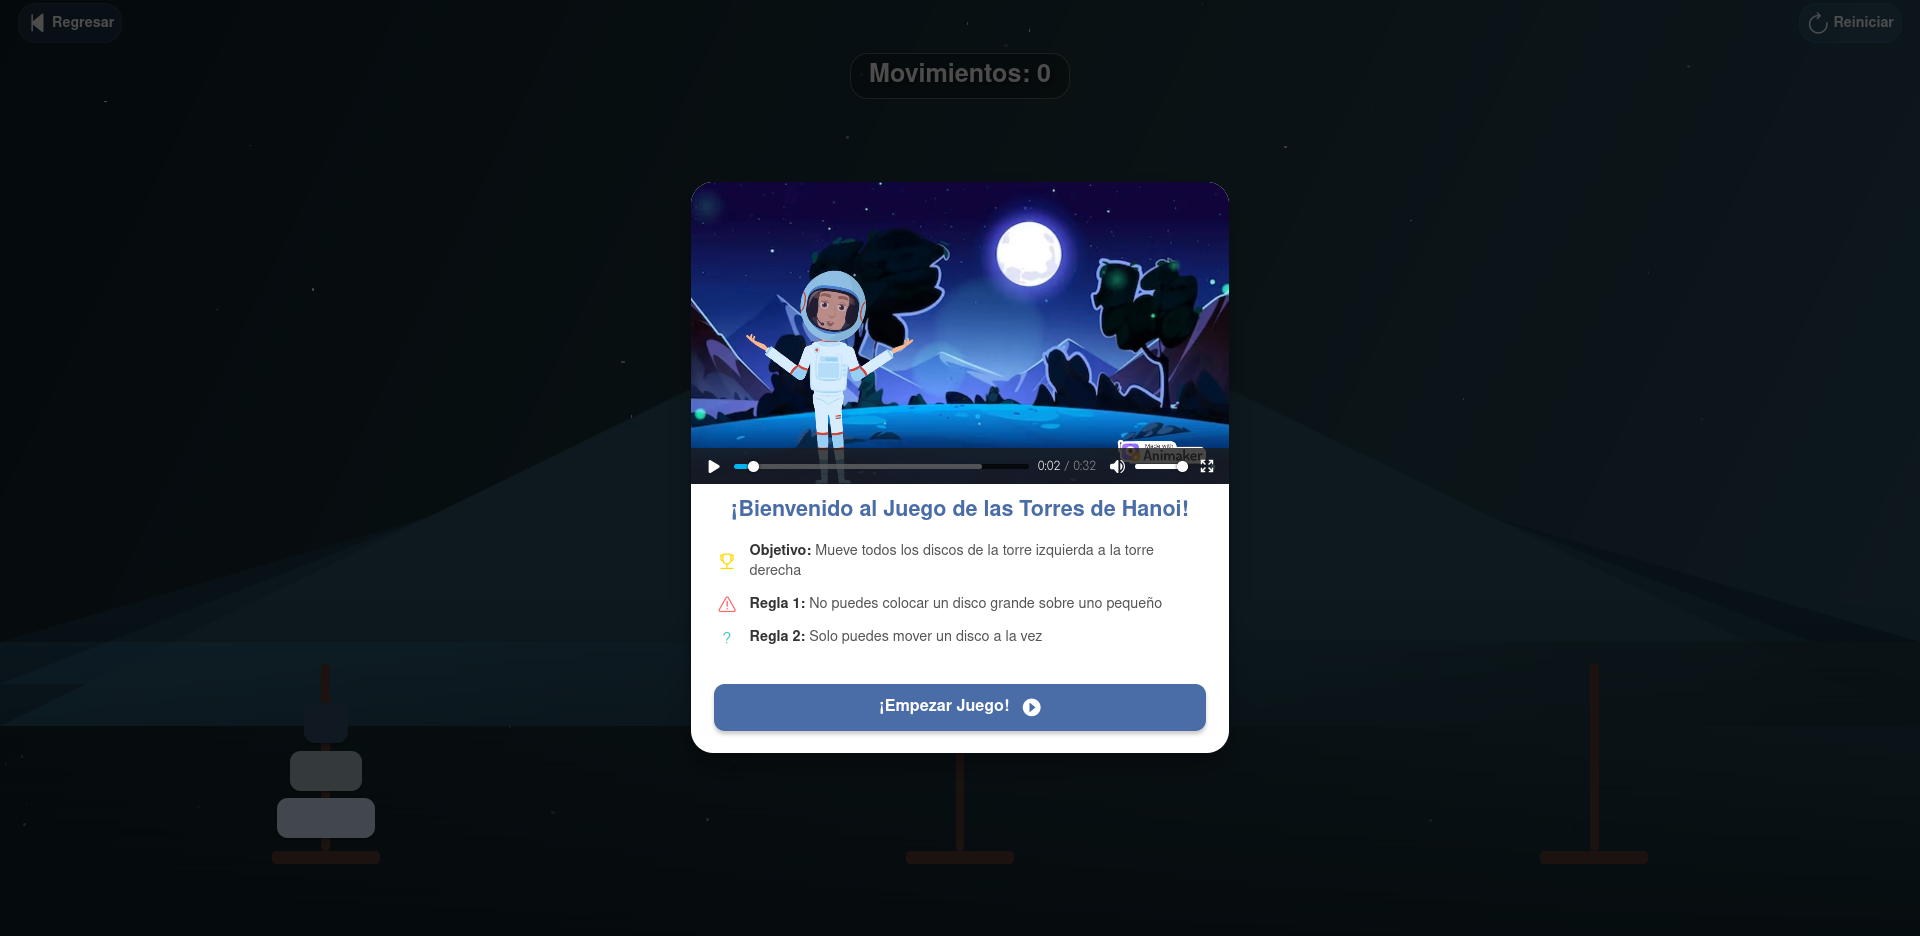 Regresar
Reiniciar
Movimientos: 0
Made with
Animaker
0:02 / 0:32
¡Bienvenido al Juego de las Torres de Hanoi!
Objetivo: Mueve todos los discos de la torre izquierda a la torre
derecha
Regla 1: No puedes colocar un disco grande sobre uno pequeño
? Regla 2: Solo puedes mover un disco a la vez
¡Empezar Juego!